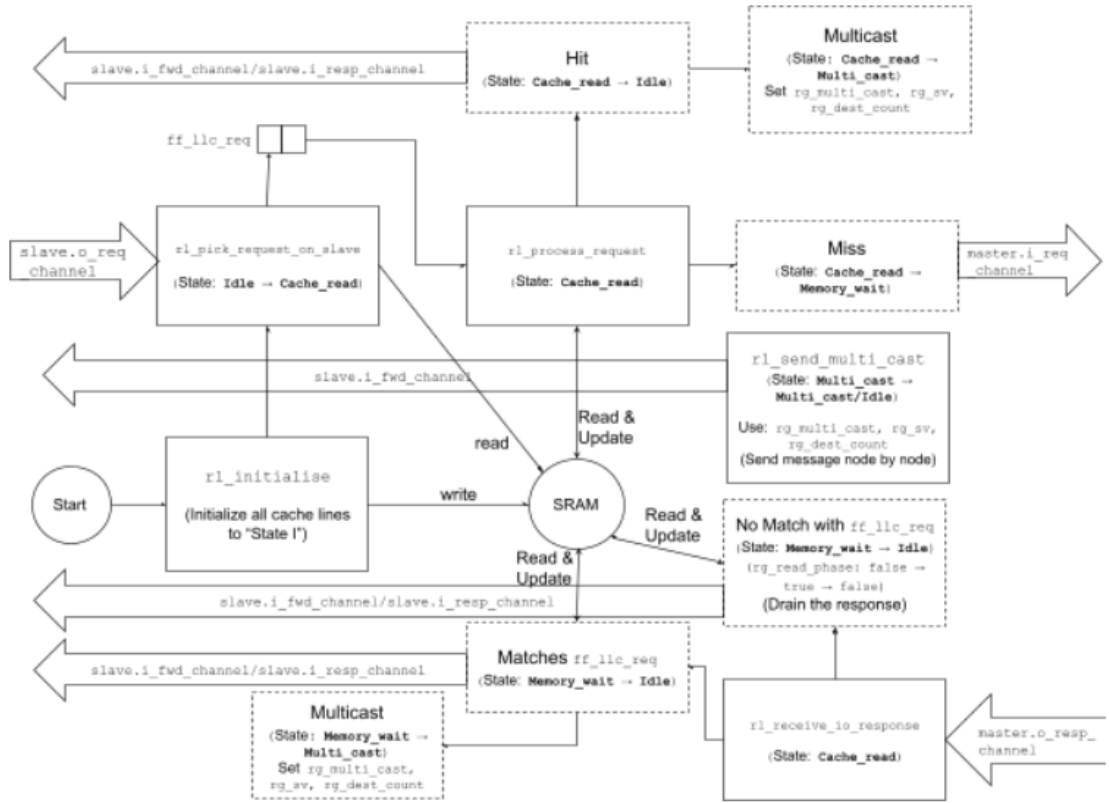 slave.i_fwd_channel/slave.i_resp_channel
Hit
(State: Cache_read → Idle)
Multicast
(State: Cache_read →
Multi_cast)
Set rg_multi_cast, rg_sv,
rg_dest_count
ff_llc_req
slave.o_req
_channel
rl_pick_request_on_slave
(State: Idle → Cache_read)
rl_process_request
(State: Cache_read)
Miss
(State: Cache_read →
Memory_wait)
master.i_req
_channel
slave.i_fwd_channel
rl_send_multi_cast
(State: Multi_cast →
Multi_cast/Idle)
Use: rg_multi_cast, rg_sv,
rg_dest_count
(Send message node by node)
read
Read &
Update
Start
rl_initialise
(Initialize all cache lines
to “State I”)
write
SRAM
Read &
Update
Read &
Update
No Match with ff_llc_req
(State: Memory_wait → Idle)
(rg_read_phase: false →
true → false)
(Drain the response)
slave.i_fwd_channel/slave.i_resp_channel
slave.i_fwd_channel/slave.i_resp_channel
Matches ff_llc_req
(State: Memory_wait → Idle)
Multicast
(State: Memory_wait →
Multi_cast)
Set rg_multi_cast,
rg_sv, rg_dest_count
rl_receive_io_response
(State: Cache_read)
master.o_resp_
channel